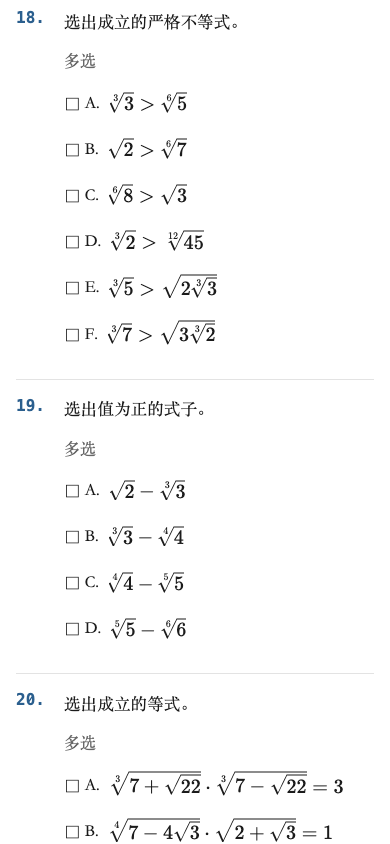 18. 选出成立的严格不等式。
多选
A. ∛3 > ⁶√5
B. √2 > ⁶√7
C. ⁶√8 > √3
D. ∛2 > ¹²√45
E. ∛5 > √(2∛3)
F. ∛7 > √(3∛2)
19. 选出值为正的式子。
多选
A. √2 − ∛3
B. ∛3 − ∜4
C. ∜4 − ⁵√5
D. ⁵√5 − ⁶√6
20. 选出成立的等式。
多选
A. ∛(7 + √22) · ∛(7 − √22) = 3
B. ∜(7 − 4√3) · √(2 + √3) = 1